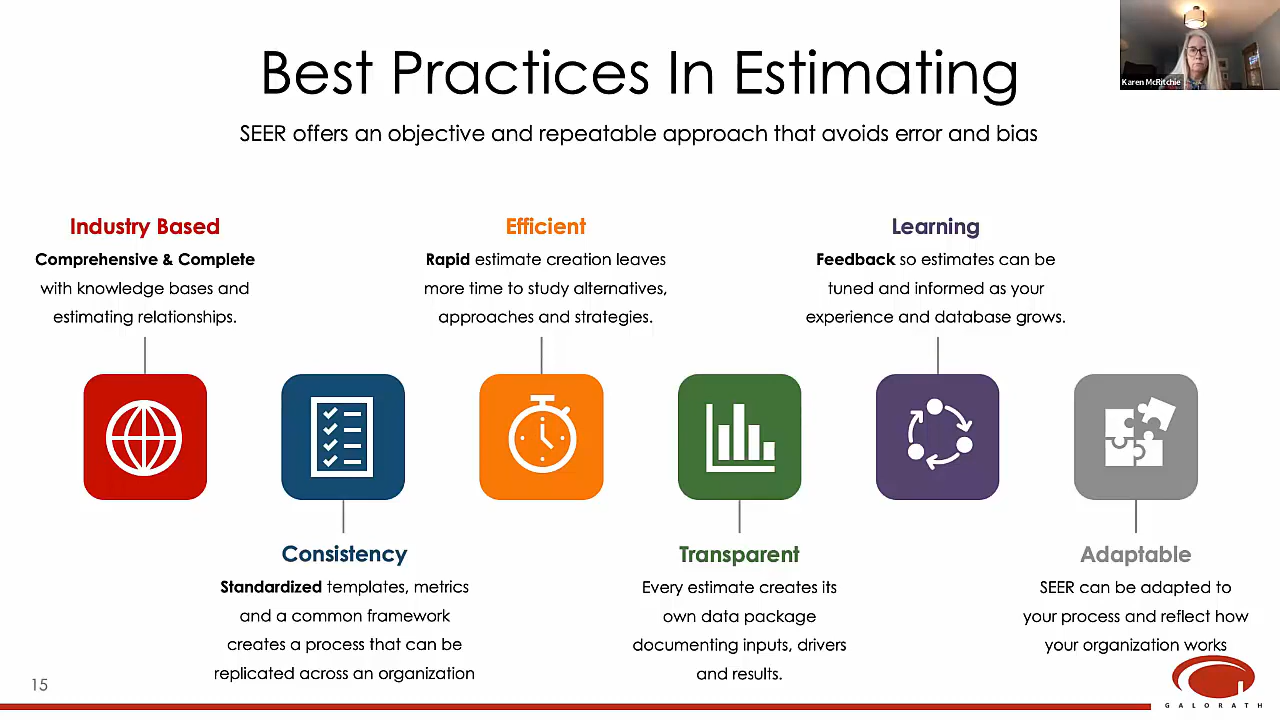 Best Practices In Estimating
SEER offers an objective and repeatable approach that avoids error and bias
Karen McRitchie
Industry Based
Comprehensive & Complete
with knowledge bases and
estimating relationships.
Efficient
Rapid estimate creation leaves
more time to study alternatives,
approaches and strategies.
Learning
Feedback so estimates can be
tuned and informed as your
experience and database grows.
Consistency
Standardized templates, metrics
and a common framework
creates a process that can be
replicated across an organization
Transparent
Every estimate creates its
own data package
documenting inputs, drivers
and results.
Adaptable
SEER can be adapted to
your process and reflect how
your organization works
15
GALORATH